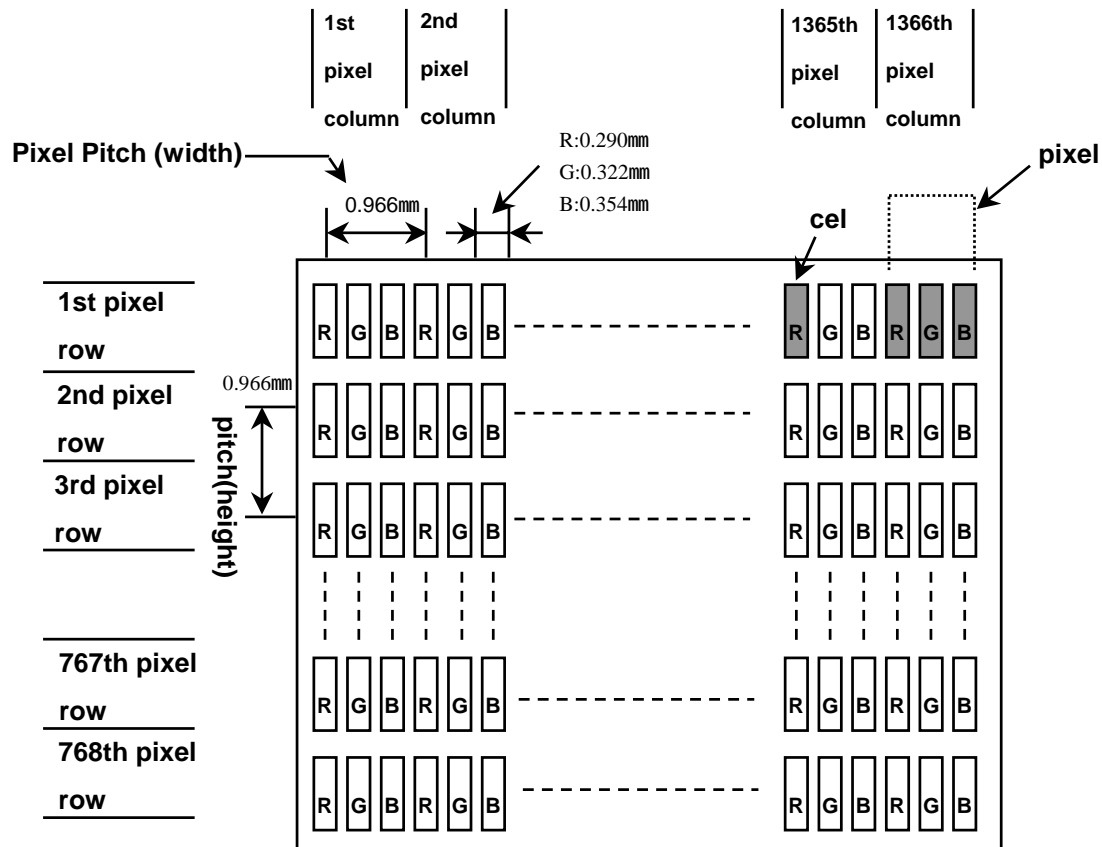 1st 2nd 1365th 1366th
pixel pixel pixel pixel
column column column column
R:0.290㎜
G:0.322㎜
B:0.354㎜
Pixel Pitch (width)
pixel
0.966㎜
cel
1st pixel
row
R G B R G B R G B R G B
0.966㎜
2nd pixel
row
R G B R G B R G B R G B
pitch(height)
3rd pixel
row
R G B R G B R G B R G B
767th pixel
row
R G B R G B R G B R G B
768th pixel
row
R G B R G B R G B R G B